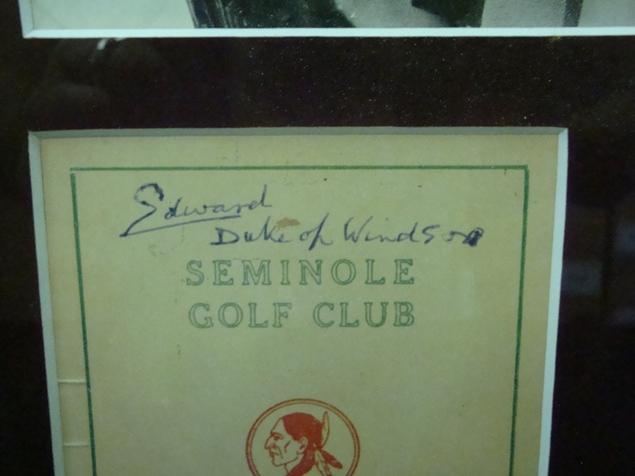 Edward
Duke of Windsor
SEMINOLE
GOLF CLUB